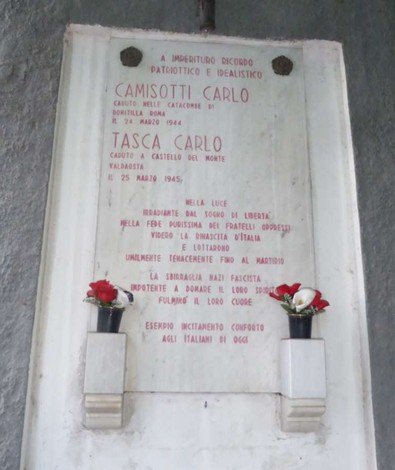 A IMPERITURO RICORDO
PATRIOTTICO E IDEALISTICO
CAMISOTTI CARLO
CADUTO NELLE CATACOMBE DI
DOMITILLA ROMA
IL 24 MARZO 1944
TASCA CARLO
CADUTO A CASTELLO DEL MONTE
VALDAOSTA
IL 25 MARZO 1945
NELLA LUCE
IRRADIANTE DAL SOGNO DI LIBERTÀ
NELLA FEDE PURISSIMA DEI FRATELLI OPPRESSI
VIDERO LA RINASCITA D'ITALIA
E LOTTARONO
UMILMENTE TENACEMENTE FINO AL MARTIRIO
LA SBIRRAGLIA NAZI FASCISTA
IMPOTENTE A DOMARE IL LORO SPIRITO
FULMINÒ IL LORO CUORE
ESEMPIO INCITAMENTO CONFORTO
AGLI ITALIANI DI OGGI